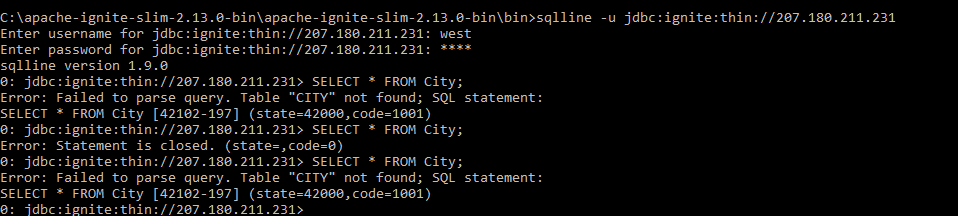 C:\apache-ignite-slim-2.13.0-bin\apache-ignite-slim-2.13.0-bin\bin>sqlline -u jdbc:ignite:thin://207.180.211.231
Enter username for jdbc:ignite:thin://207.180.211.231: west
Enter password for jdbc:ignite:thin://207.180.211.231: ****
sqlline version 1.9.0
0: jdbc:ignite:thin://207.180.211.231> SELECT * FROM City;
Error: Failed to parse query. Table "CITY" not found; SQL statement:
SELECT * FROM City [42102-197] (state=42000,code=1001)
0: jdbc:ignite:thin://207.180.211.231> SELECT * FROM City;
Error: Statement is closed. (state=,code=0)
0: jdbc:ignite:thin://207.180.211.231> SELECT * FROM City;
Error: Failed to parse query. Table "CITY" not found; SQL statement:
SELECT * FROM City [42102-197] (state=42000,code=1001)
0: jdbc:ignite:thin://207.180.211.231>